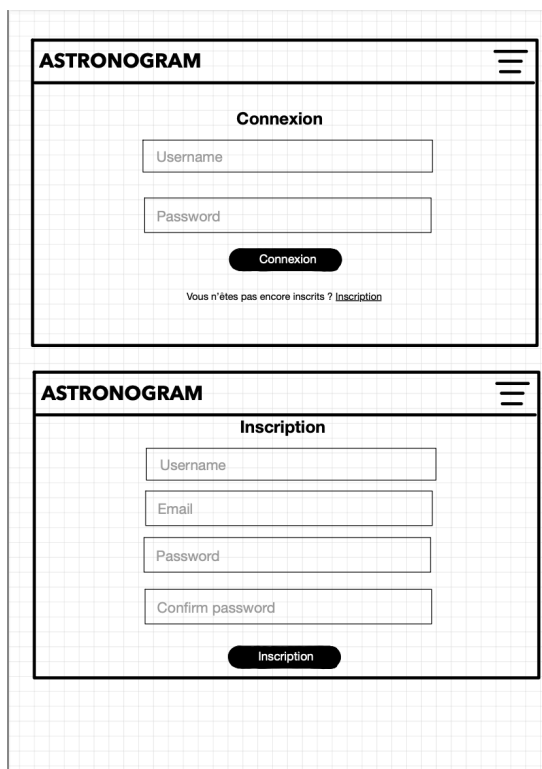 ASTRONOGRAM
Connexion
Username
Password
Connexion
Vous n'êtes pas encore inscrits ? Inscription
ASTRONOGRAM
Inscription
Username
Email
Password
Confirm password
Inscription